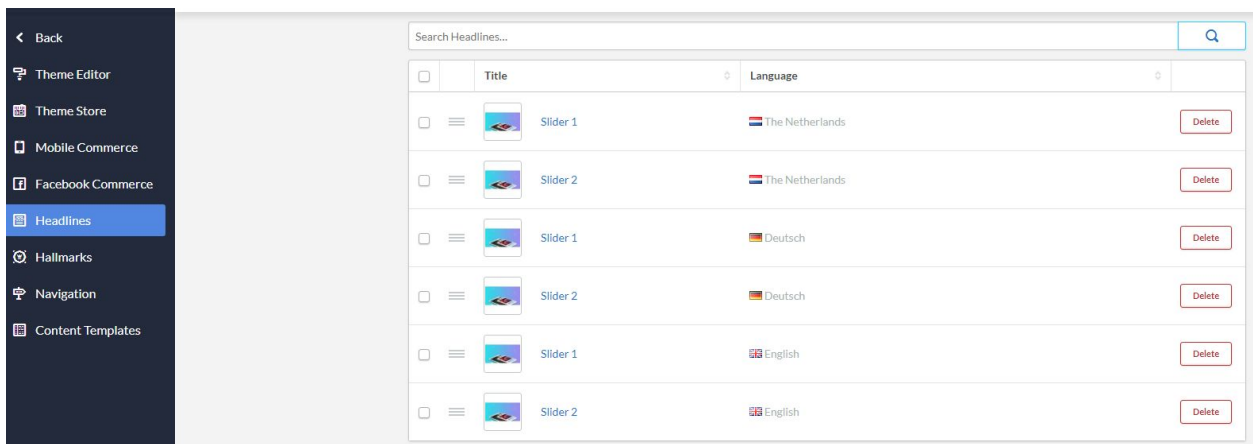 Back
Theme Editor
Theme Store
Mobile Commerce
Facebook Commerce
Headlines
Hallmarks
Navigation
Content Templates
Search Headlines...
Title Language
Slider 1 The Netherlands Delete
Slider 2 The Netherlands Delete
Slider 1 Deutsch Delete
Slider 2 Deutsch Delete
Slider 1 English Delete
Slider 2 English Delete